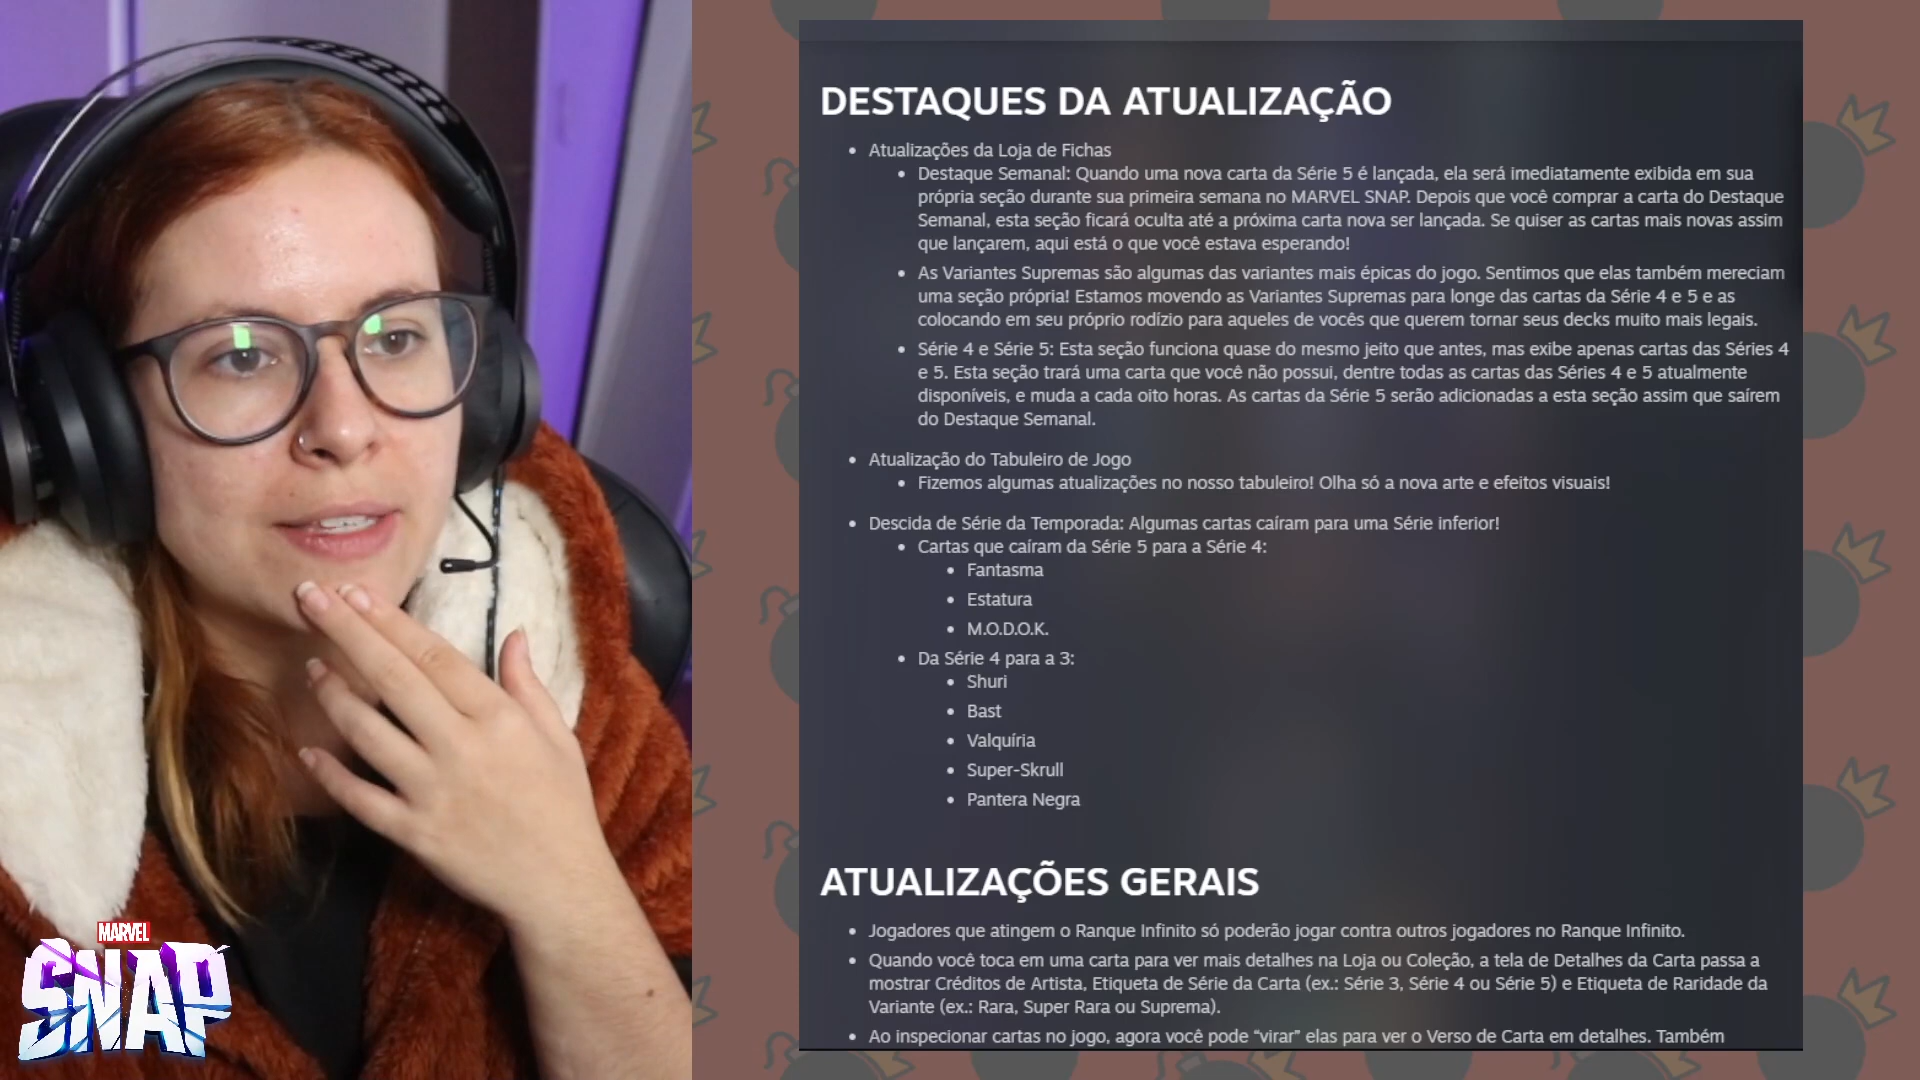 DESTAQUES DA ATUALIZAÇÃO
• Atualizações da Loja de Fichas
• Destaque Semanal: Quando uma nova carta da Série 5 é lançada, ela será imediatamente exibida em sua
própria seção durante sua primeira semana no MARVEL SNAP. Depois que você comprar a carta do Destaque
Semanal, esta seção ficará oculta até a próxima carta nova ser lançada. Se quiser as cartas mais novas assim
que lançarem, aqui está o que você estava esperando!
• As Variantes Supremas são algumas das variantes mais épicas do jogo. Sentimos que elas também mereciam
uma seção própria! Estamos movendo as Variantes Supremas para longe das cartas da Série 4 e 5 e as
colocando em seu próprio rodízio para aqueles de vocês que querem tornar seus decks muito mais legais.
• Série 4 e Série 5: Esta seção funciona quase do mesmo jeito que antes, mas exibe apenas cartas das Séries 4
e 5. Esta seção trará uma carta que você não possui, dentre todas as cartas das Séries 4 e 5 atualmente
disponíveis, e muda a cada oito horas. As cartas da Série 5 serão adicionadas a esta seção assim que saírem
do Destaque Semanal.
• Atualização do Tabuleiro de Jogo
• Fizemos algumas atualizações no nosso tabuleiro! Olha só a nova arte e efeitos visuais!
• Descida de Série da Temporada: Algumas cartas caíram para uma Série inferior!
• Cartas que caíram da Série 5 para a Série 4:
• Fantasma
• Estatura
• M.O.D.O.K.
• Da Série 4 para a 3:
• Shuri
• Bast
• Valquíria
• Super-Skrull
• Pantera Negra
ATUALIZAÇÕES GERAIS
• Jogadores que atingem o Ranque Infinito só poderão jogar contra outros jogadores no Ranque Infinito.
• Quando você toca em uma carta para ver mais detalhes na Loja ou Coleção, a tela de Detalhes da Carta passa a
mostrar Créditos de Artista, Etiqueta de Série da Carta (ex.: Série 3, Série 4 ou Série 5) e Etiqueta de Raridade da
Variante (ex.: Rara, Super Rara ou Suprema).
• Ao inspecionar cartas no jogo, agora você pode “virar” elas para ver o Verso de Carta em detalhes. Também
MARVEL
SNAP